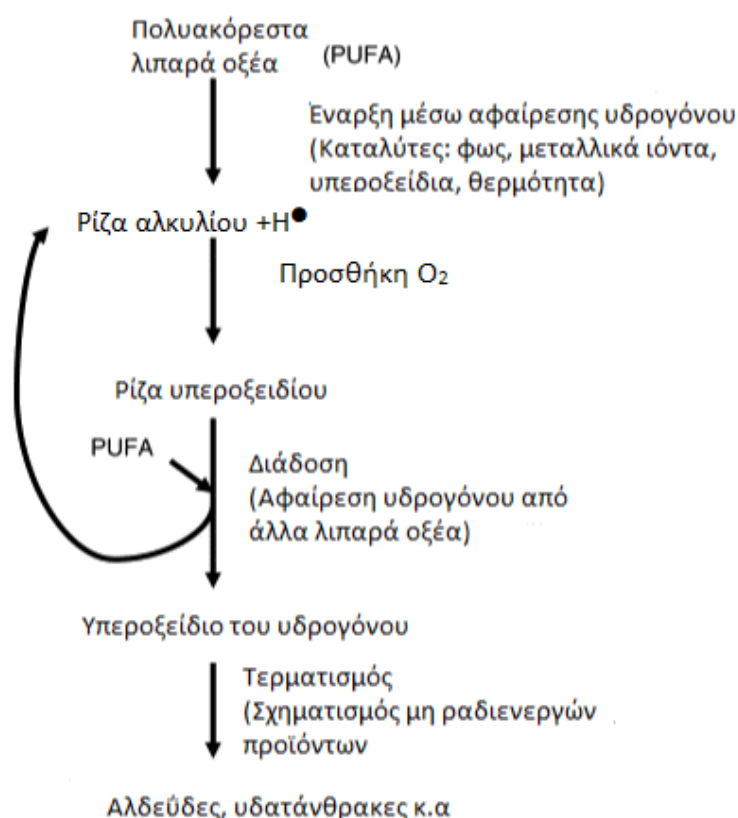 Πολυακόρεστα
λιπαρά οξέα (PUFA)
Έναρξη μέσω αφαίρεσης υδρογόνου
(Καταλύτες: φως, μεταλλικά ιόντα,
υπεροξείδια, θερμότητα)
Ρίζα αλκυλίου +H●
Προσθήκη O₂
Ρίζα υπεροξειδίου
PUFA
Διάδοση
(Αφαίρεση υδρογόνου από
άλλα λιπαρά οξέα)
Υπεροξείδιο του υδρογόνου
Τερματισμός
(Σχηματισμός μη ραδιενεργών
προϊόντων
Αλδεΰδες, υδατάνθρακες κ.α